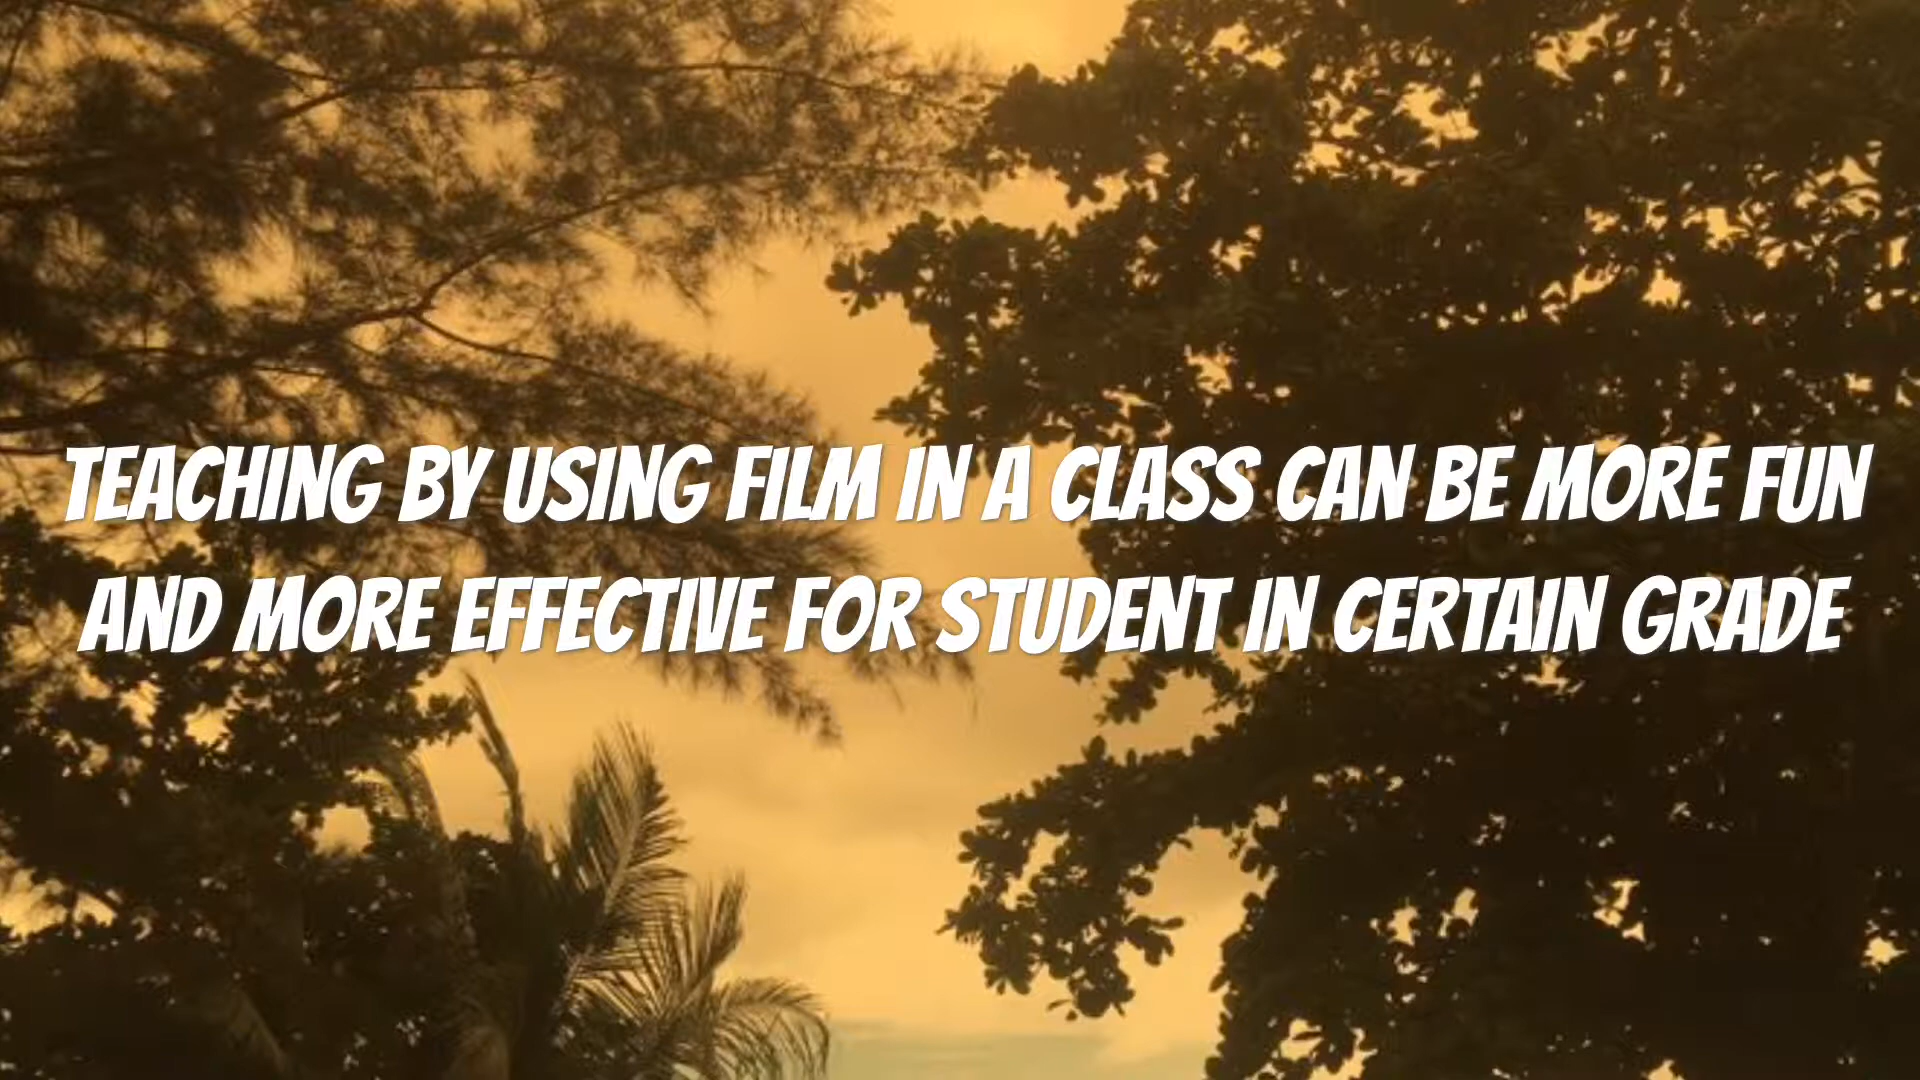 TEACHING BY USING FILM IN A CLASS CAN BE MORE FUN
AND MORE EFFECTIVE FOR STUDENT IN CERTAIN GRADE